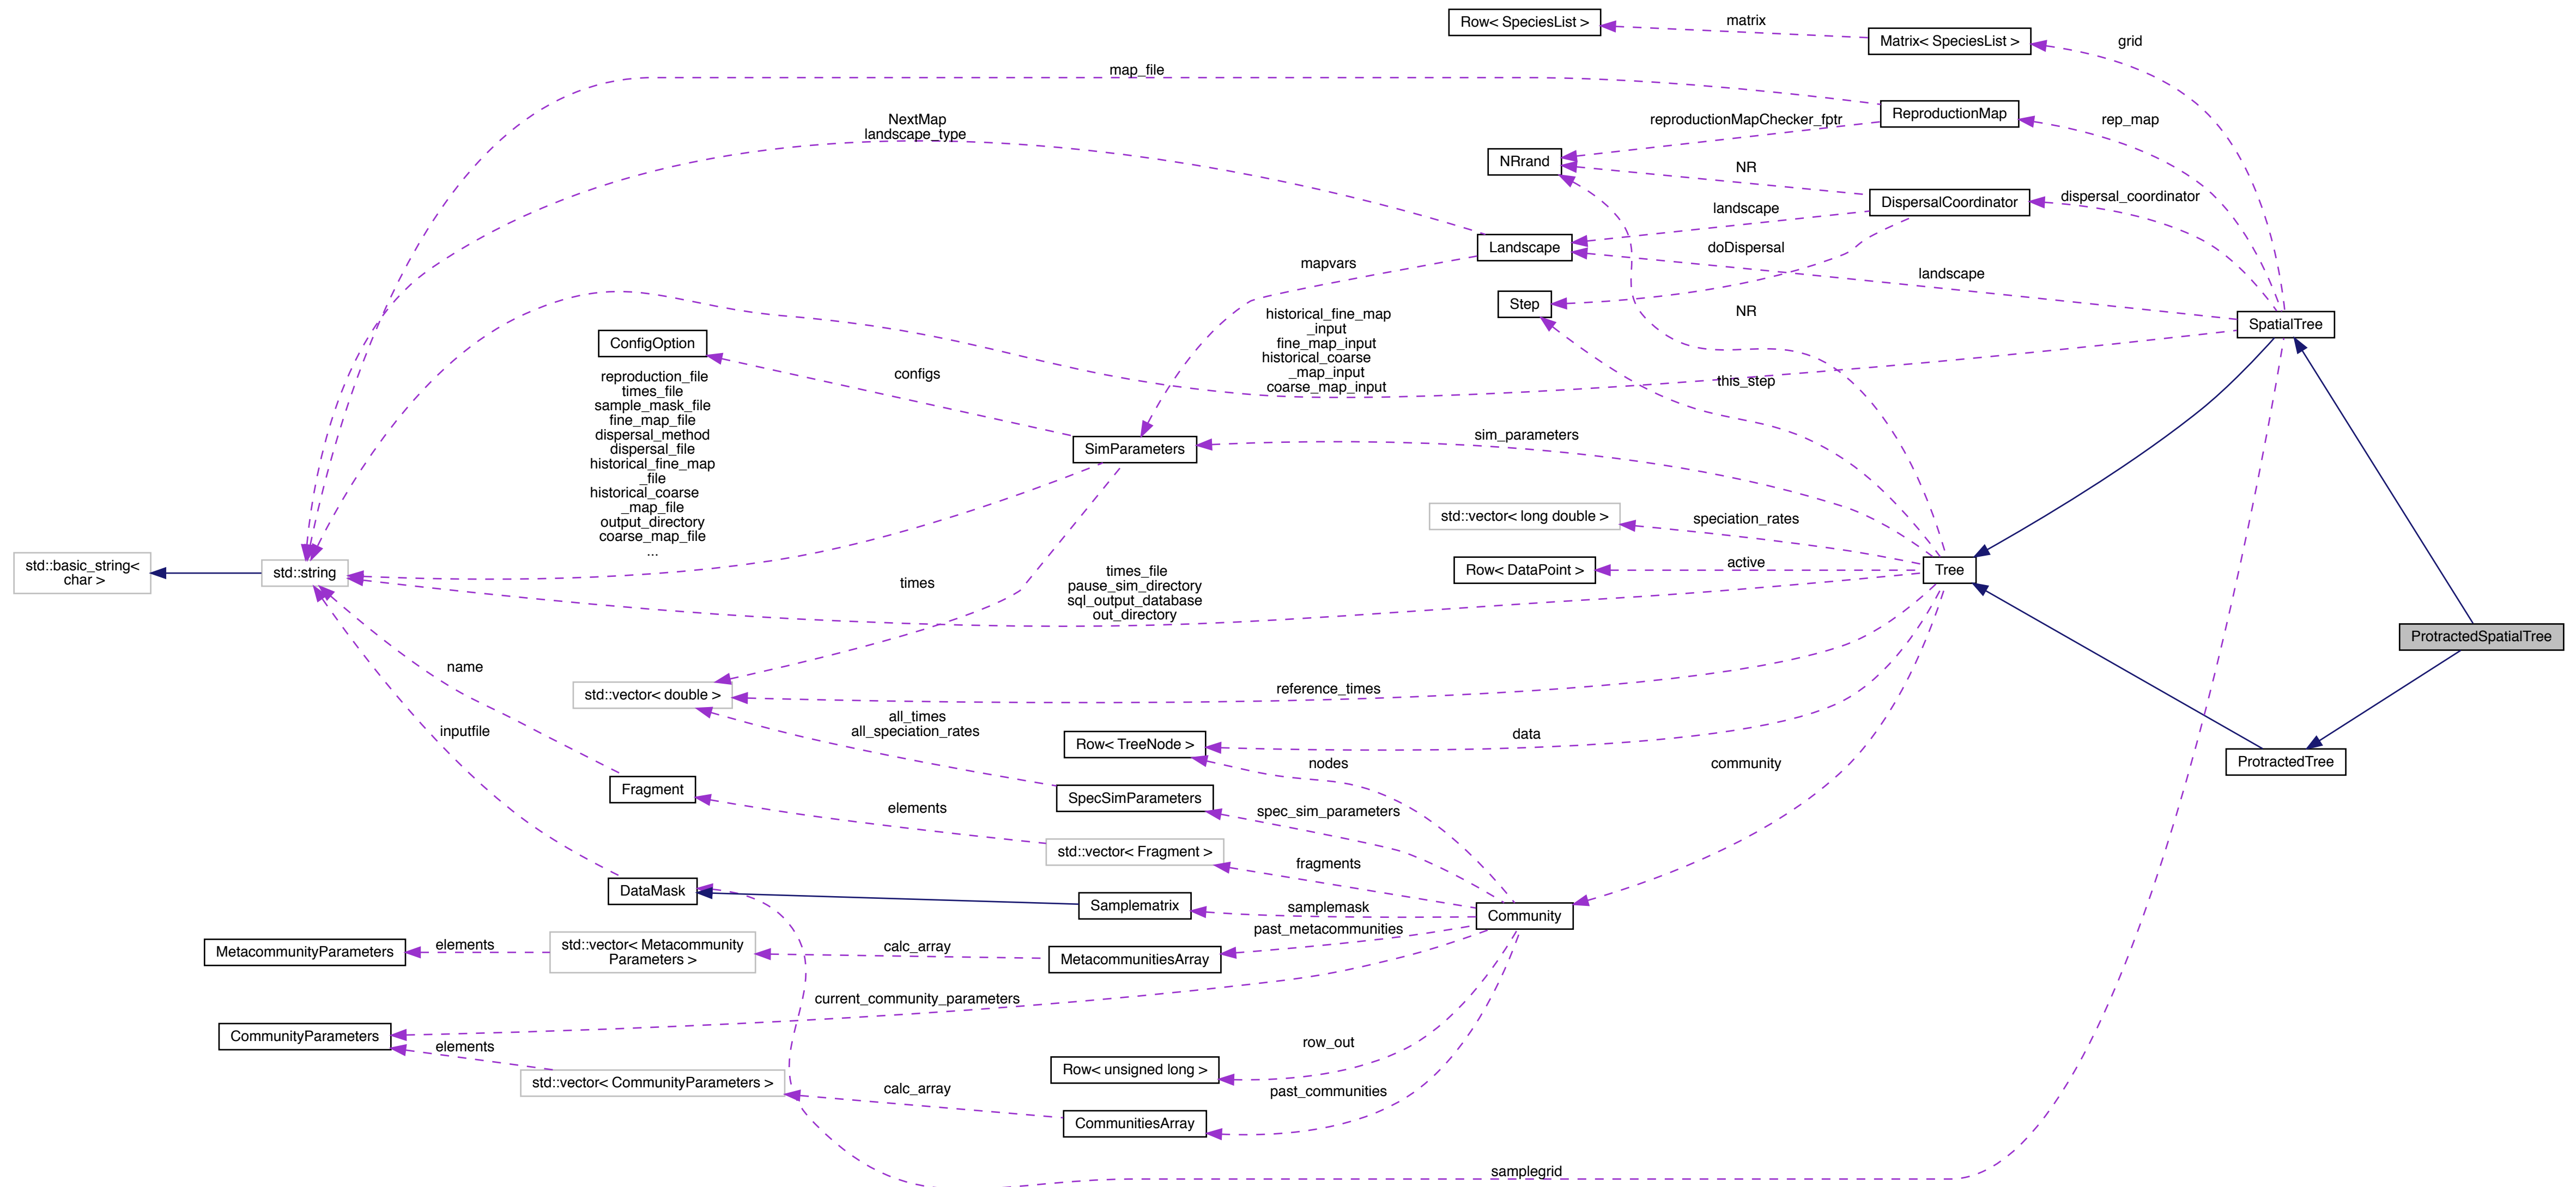 Row< SpeciesList >
matrix
Matrix< SpeciesList >
grid
map_file
ReproductionMap
rep_map
NextMap
landscape_type
reproductionMapChecker_fptr
NRrand
NR
DispersalCoordinator
dispersal_coordinator
landscape
Landscape
doDispersal
mapvars
landscape
Step
NR
SpatialTree
historical_fine_map
_input
fine_map_input
historical_coarse
_map_input
coarse_map_input
ConfigOption
configs
this_step
reproduction_file
times_file
sample_mask_file
fine_map_file
dispersal_method
dispersal_file
historical_fine_map
_file
historical_coarse
_map_file
output_directory
coarse_map_file
...
SimParameters
sim_parameters
std::vector< long double >
speciation_rates
std::basic_string<
char >
std::string
times
times_file
pause_sim_directory
sql_output_database
out_directory
Row< DataPoint >
active
Tree
ProtractedSpatialTree
name
std::vector< double >
reference_times
inputfile
all_times
all_speciation_rates
Row< TreeNode >
data
nodes
community
ProtractedTree
Fragment
elements
SpecSimParameters
spec_sim_parameters
std::vector< Fragment >
fragments
DataMask
Samplematrix
samplemask
Community
past_metacommunities
MetacommunityParameters
elements
std::vector< Metacommunity
Parameters >
calc_array
MetacommunitiesArray
current_community_parameters
CommunityParameters
elements
row_out
Row< unsigned long >
std::vector< CommunityParameters >
calc_array
past_communities
CommunitiesArray
samplegrid